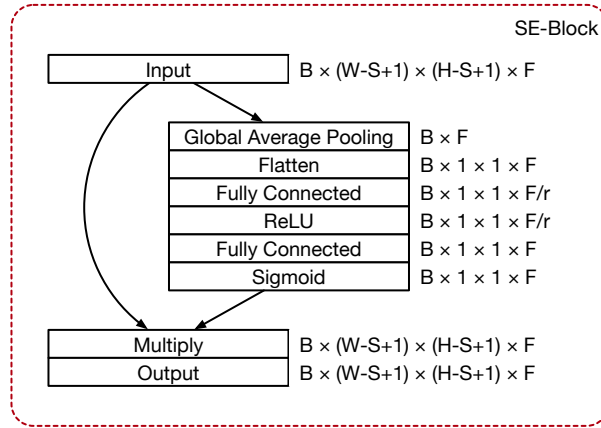 SE-Block
Input B × (W-S+1) × (H-S+1) × F
Global Average Pooling B × F
Flatten B × 1 × 1 × F
Fully Connected B × 1 × 1 × F/r
ReLU B × 1 × 1 × F/r
Fully Connected B × 1 × 1 × F
Sigmoid B × 1 × 1 × F
Multiply B × (W-S+1) × (H-S+1) × F
Output B × (W-S+1) × (H-S+1) × F